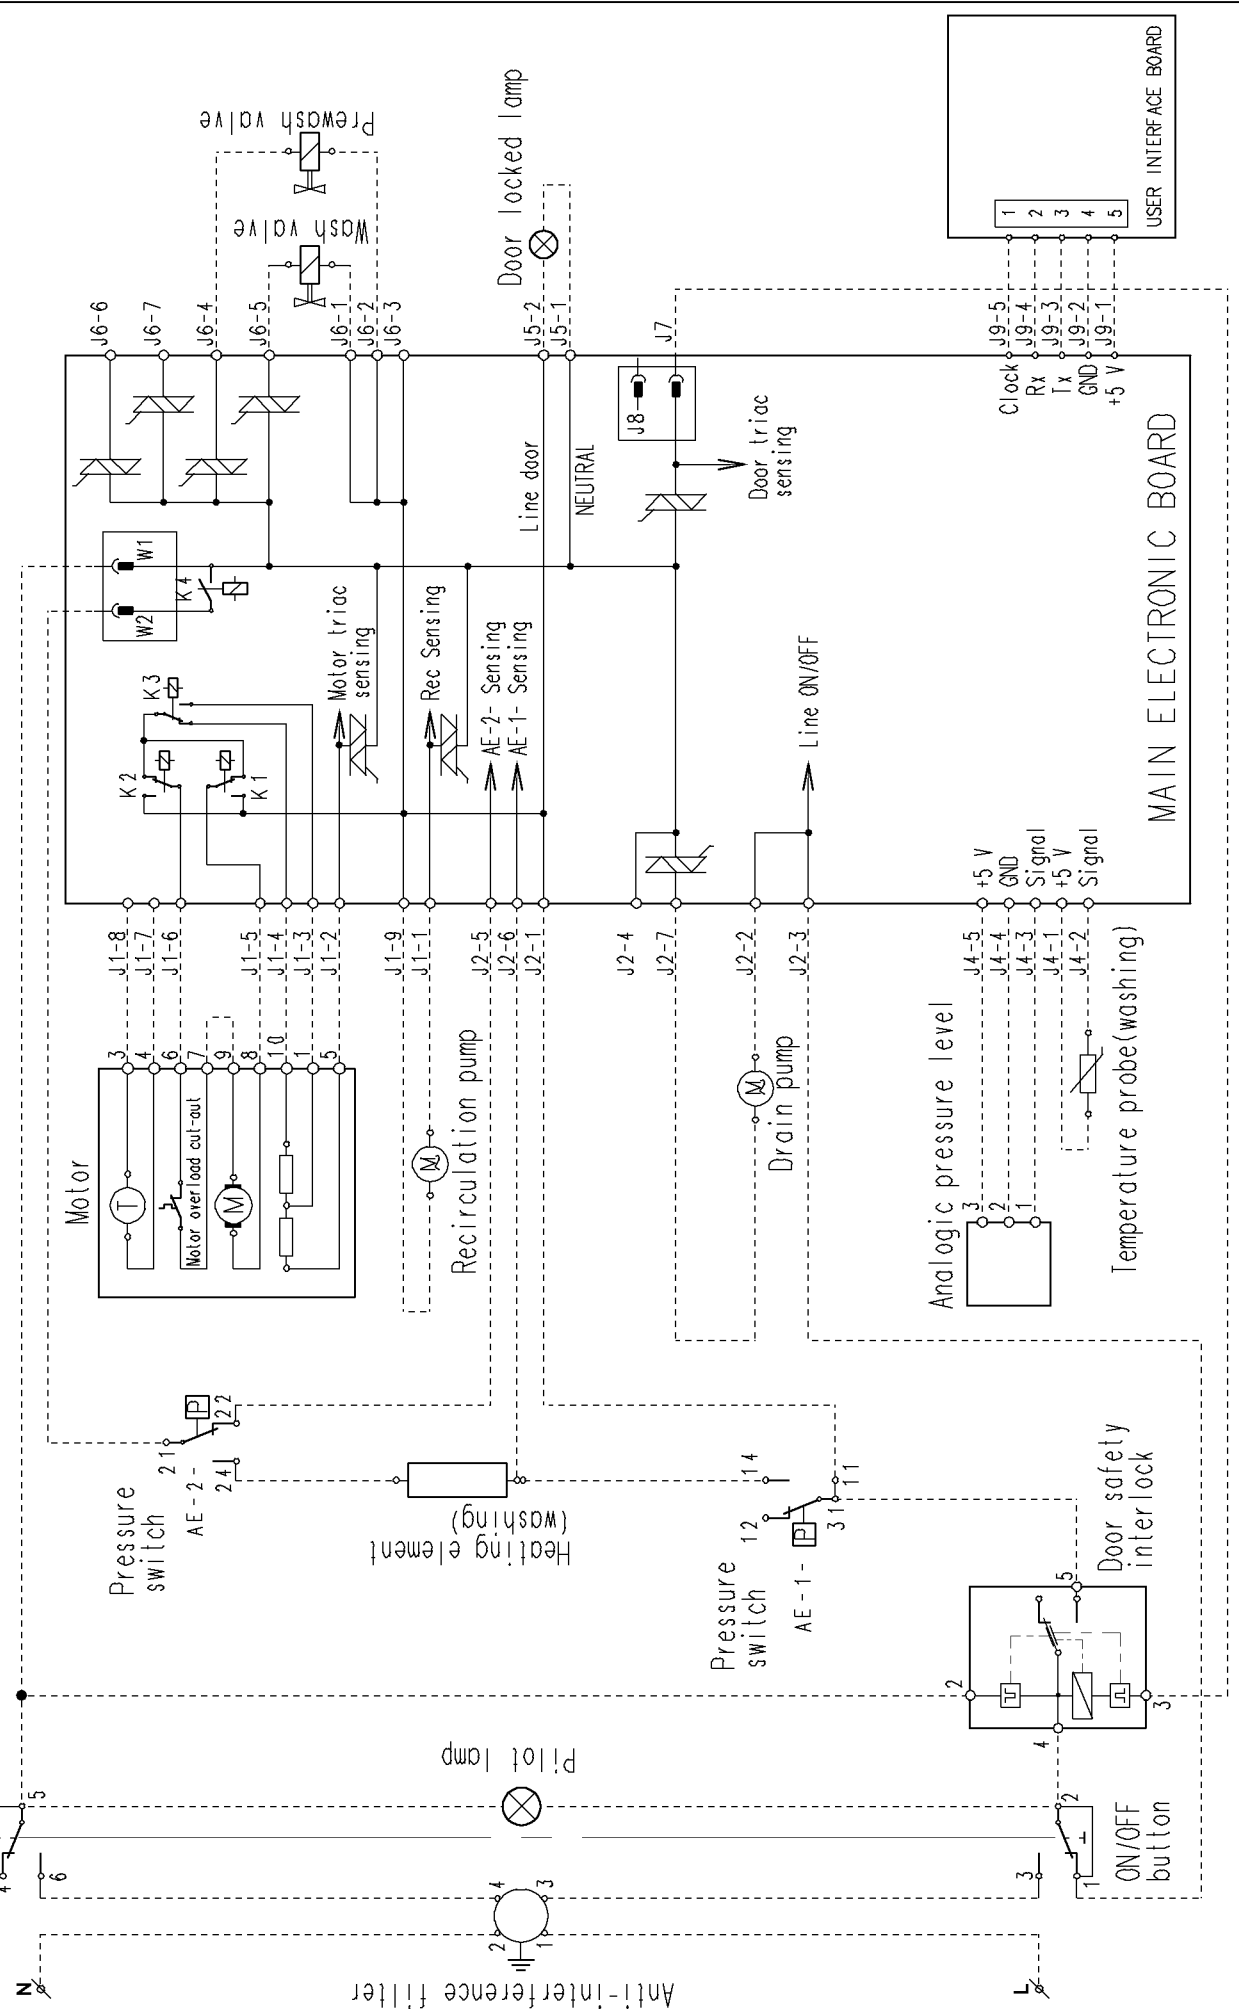 Prewash valve
Wash valve
Door locked lamp
USER INTERFACE BOARD
1
2
3
4
5
J6-6
J6-7
J6-4
J6-5
J6-1
J6-2
J6-3
J5-2
J5-1
J7
J9-5
J9-4
J9-3
J9-2
J9-1
Clock
Rx
Tx
GND
+5 V
J8
Line door
NEUTRAL
Door triac
sensing
W1
W2
K4
K3
K2
K1
Motor triac
sensing
Rec Sensing
AE-2- Sensing
AE-1- Sensing
Line ON/OFF
MAIN ELECTRONIC BOARD
+5 V
GND
Signal
+5 V
Signal
J1-8
J1-7
J1-6
J1-5
J1-4
J1-3
J1-2
J1-9
J1-1
J2-5
J2-6
J2-1
J2-4
J2-7
J2-2
J2-3
J4-5
J4-4
J4-3
J4-1
J4-2
3
4
6
7
9
8
10
1
5
Motor
T
Motor overload cut-out
M
M
Recirculation pump
M
Drain pump
Analogic pressure level
3
2
1
Temperature probe(washing)
P
21
22
24
Pressure
switch
AE-2-
Heating element
(washing)
14
11
12
31
P
Pressure
switch
AE-1-
Door safety
interlock
5
2
4
3
Pilot lamp
5
4
6
2
3
1
ON/OFF
button
4
3
2
1
Anti-interference filter
N
L